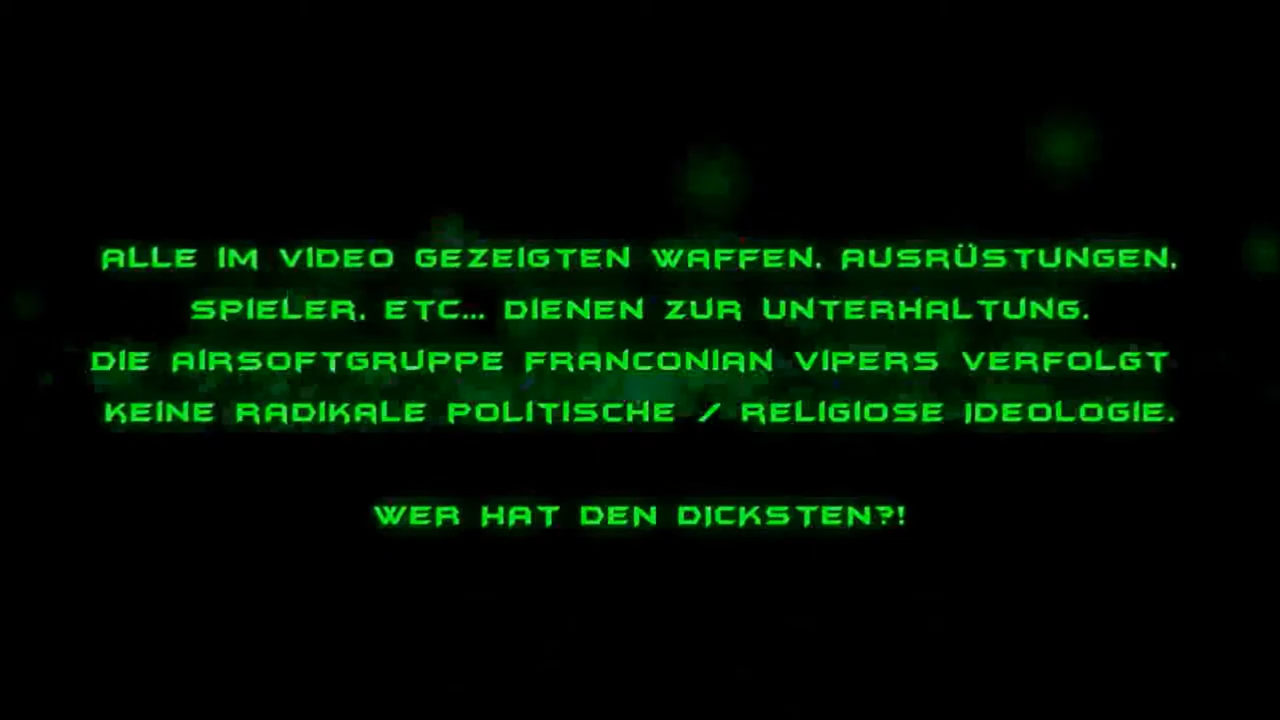 ALLE IM VIDEO GEZEIGTEN WAFFEN, AUSRÜSTUNGEN,
SPIELER, ETC... DIENEN ZUR UNTERHALTUNG.
DIE AIRSOFTGRUPPE FRANCONIAN VIPERS VERFOLGT
KEINE RADIKALE POLITISCHE / RELIGIOSE IDEOLOGIE.
WER HAT DEN DICKSTEN?!